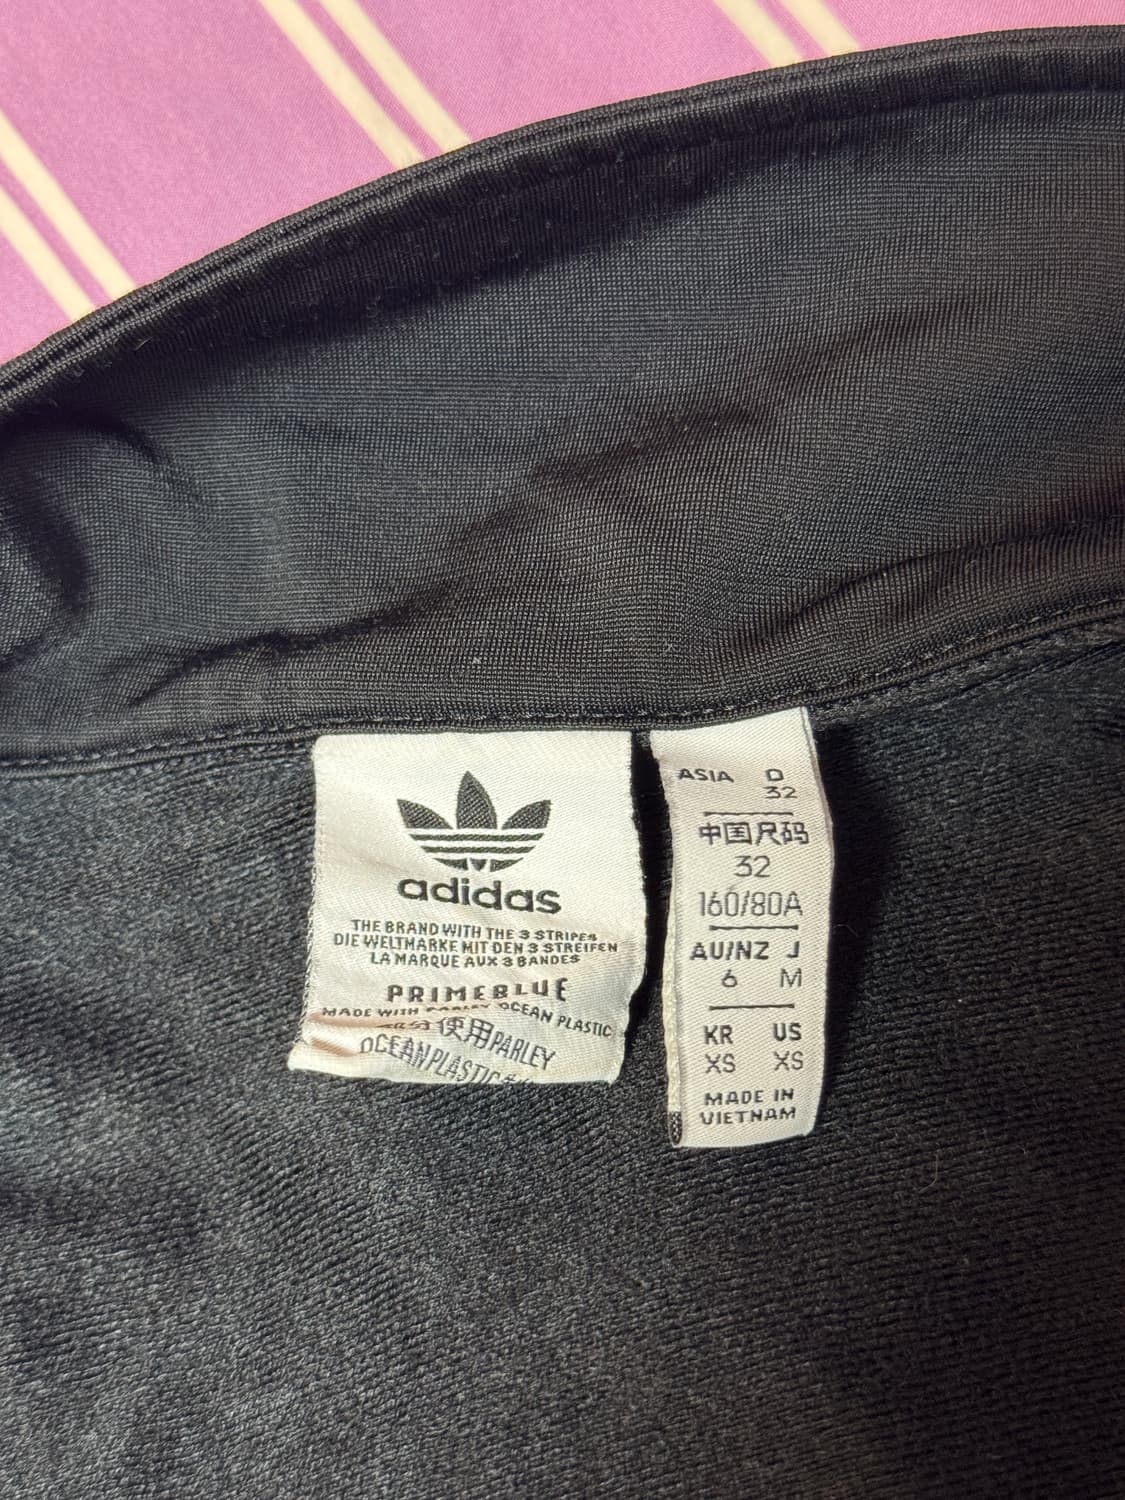 adidas
THE BRAND WITH THE 3 STRIPES
DIE WELTMARKE MIT DEN 3 STREIFEN
LA MARQUE AUX 3 BANDES
PRIMEBLUE
MADE WITH PARLEY OCEAN PLASTIC
使用PARLEY
OCEAN PLASTIC
ASIA D
32
中国尺码
32
160/80A
AU/NZ J
6 M
KR US
XS XS
MADE IN
VIETNAM